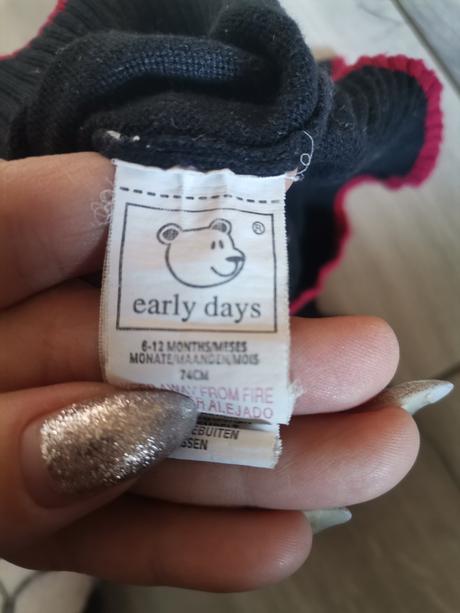 ®
early days
6-12 MONTHS/MESES
MONATE/MAANDEN/MOIS
74CM
AWAY FROM FIRE
ALEJADO